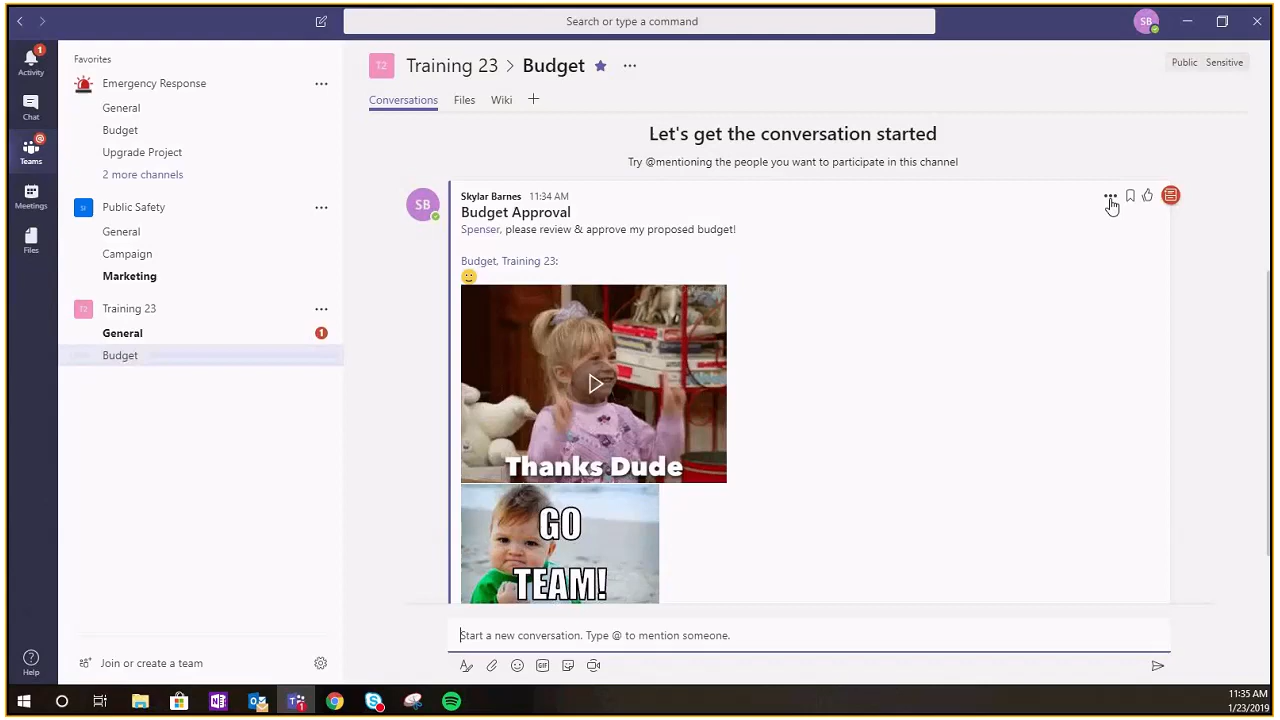 Search or type a command
SB
1
Activity
Chat
@
Teams
Meetings
Files
Help
Favorites
Emergency Response
General
Budget
Upgrade Project
2 more channels
Public Safety
General
Campaign
Marketing
T2
Training 23
General
1
Budget
Join or create a team
T2
Training 23 > Budget
Public
Sensitive
Conversations
Files
Wiki
Let's get the conversation started
Try @mentioning the people you want to participate in this channel
SB
Skylar Barnes
11:34 AM
Budget Approval
Spenser, please review & approve my proposed budget!
Budget, Training 23:
Thanks Dude
GO
TEAM!
Start a new conversation. Type @ to mention someone.
GIF
11:35 AM
1/23/2019